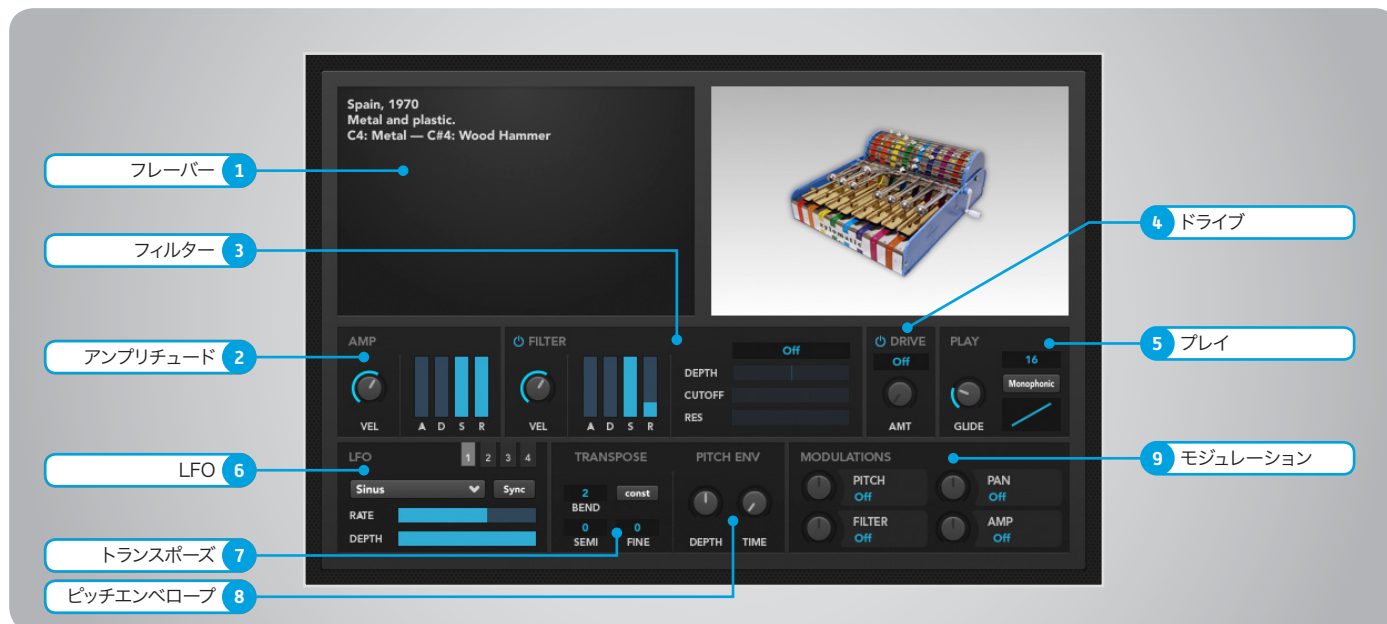 Spain, 1970
Metal and plastic.
C4: Metal — C#4: Wood Hammer
フレーバー 1
フィルター 3
アンプリチュード 2
LFO 6
トランスポーズ 7
ピッチエンベロープ 8
4 ドライブ
5 プレイ
9 モジュレーション
AMP
VEL
A D S R
FILTER
VEL
A D S R
Off
DEPTH
CUTOFF
RES
DRIVE
Off
AMT
PLAY
16
Monophonic
GLIDE
LFO
1 2 3 4
Sinus
Sync
RATE
DEPTH
TRANSPOSE
2
const
BEND
0 0
SEMI FINE
PITCH ENV
DEPTH TIME
MODULATIONS
PITCH
Off
PAN
Off
FILTER
Off
AMP
Off